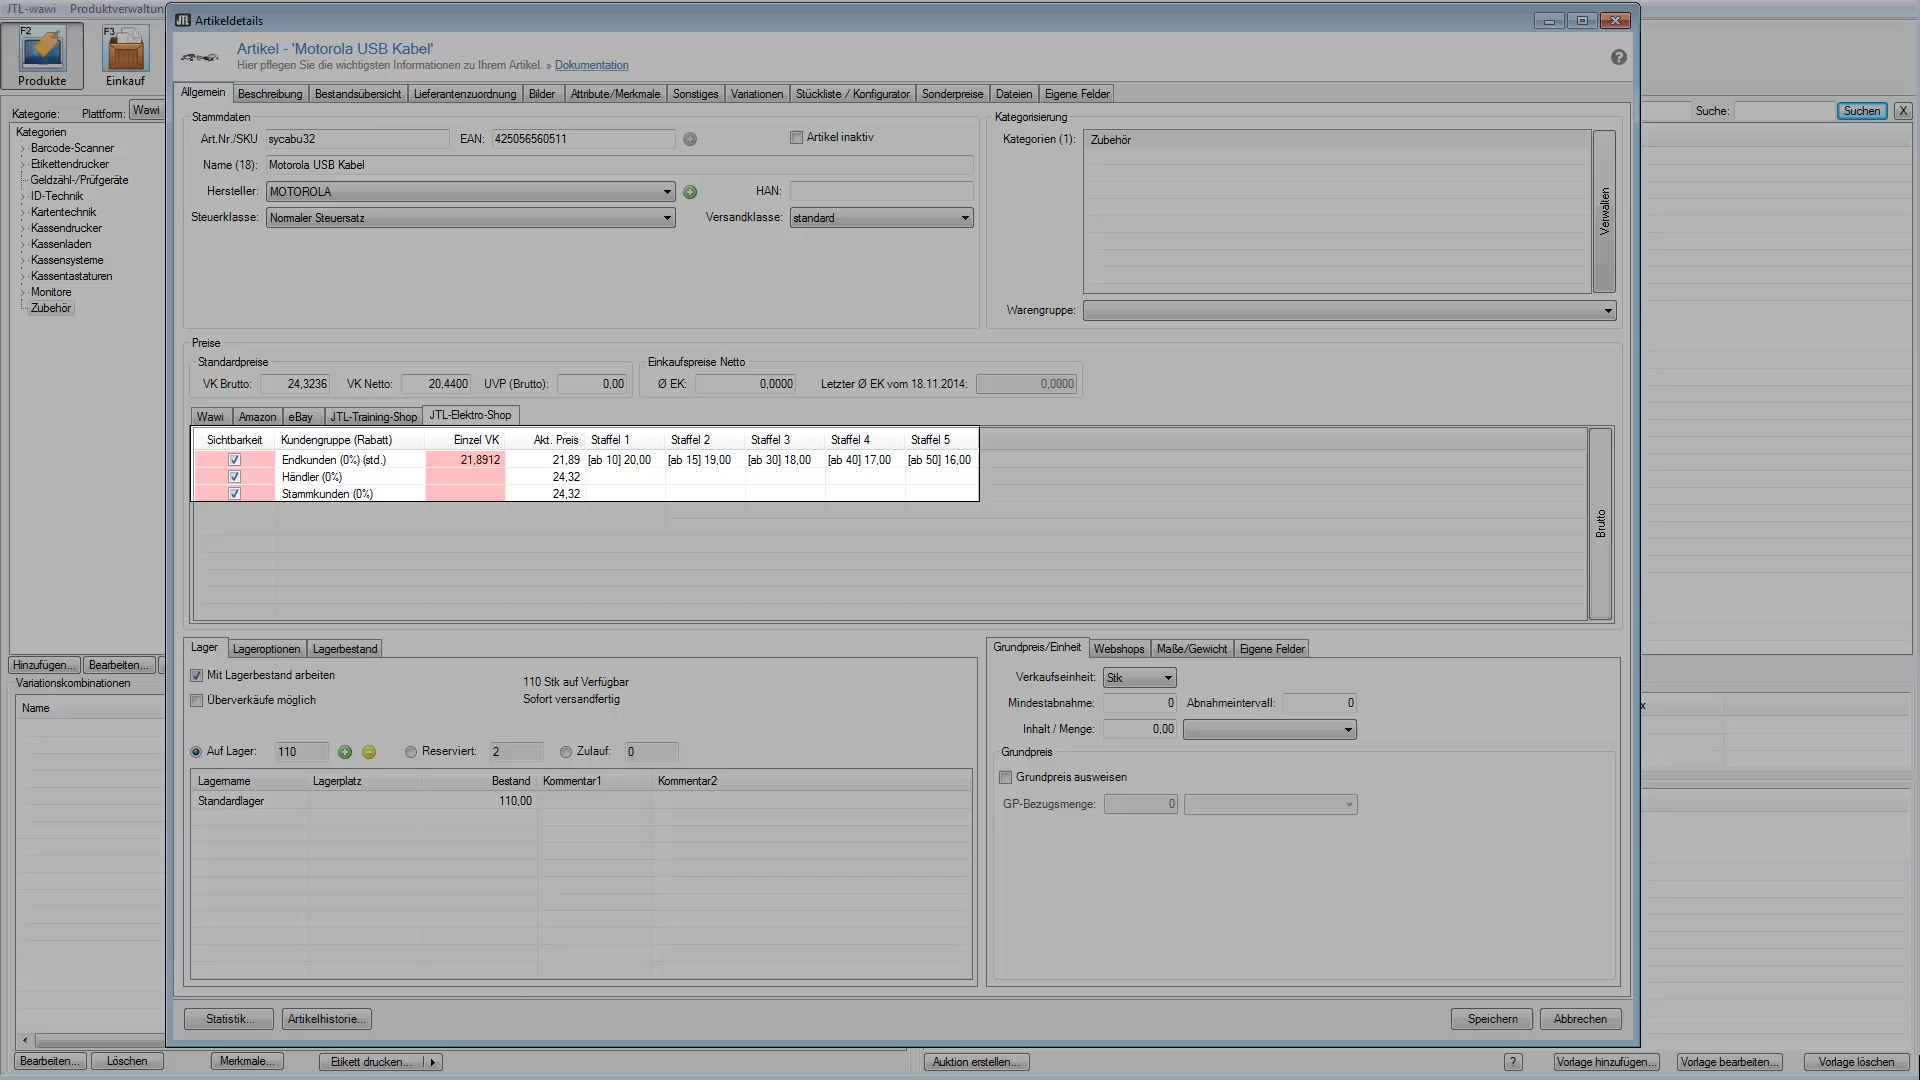 JTL-wawi Produktverwaltun
F2 F3
Produkte Einkauf
Artikeldetails
Artikel - 'Motorola USB Kabel'
Hier pflegen Sie die wichtigsten Informationen zu Ihrem Artikel. » Dokumentation
Allgemein Beschreibung Bestandsübersicht Lieferantenzuordnung Bilder Attribute/Merkmale Sonstiges Variationen Stückliste / Konfigurator Sonderpreise Dateien Eigene Felder
Kategorie: Plattform: Wawi
Suche: Suchen X
Kategorien
Barcode-Scanner
Etikettendrucker
Geldzähl-/Prüfgeräte
ID-Technik
Kartentechnik
Kassendrucker
Kassenladen
Kassensysteme
Kassentastaturen
Monitore
Zubehör
Stammdaten
Art.Nr./SKU sycabu32 EAN: 425056560511 Artikel inaktiv
Name (18): Motorola USB Kabel
Hersteller: MOTOROLA HAN:
Steuerklasse: Normaler Steuersatz Versandklasse: standard
Kategorisierung
Kategorien (1): Zubehör
Verwalten
Warengruppe:
Preise
Standardpreise
VK Brutto: 24,3236 VK Netto: 20,4400 UVP (Brutto): 0,00
Einkaufspreise Netto
Ø EK: 0,0000 Letzter Ø EK vom 18.11.2014: 0,0000
Wawi Amazon eBay JTL-Training-Shop JTL-Elektro-Shop
Sichtbarkeit Kundengruppe (Rabatt) Einzel VK Akt. Preis Staffel 1 Staffel 2 Staffel 3 Staffel 4 Staffel 5
Endkunden (0%) (std.) 21,8912 21,89 [ab 10] 20,00 [ab 15] 19,00 [ab 30] 18,00 [ab 40] 17,00 [ab 50] 16,00
Händler (0%) 24,32
Stammkunden (0%) 24,32
Brutto
Lager Lageroptionen Lagerbestand
Mit Lagerbestand arbeiten
Überverkäufe möglich
110 Stk auf Verfügbar
Sofort versandfertig
Auf Lager: 110 Reserviert: 2 Zulauf: 0
Lagername Lagerplatz Bestand Kommentar1 Kommentar2
Standardlager 110,00
Grundpreis/Einheit Webshops Maße/Gewicht Eigene Felder
Verkaufseinheit: Stk
Mindestabnahme: 0 Abnahmeintervall: 0
Inhalt / Menge: 0,00
Grundpreis
Grundpreis ausweisen
GP-Bezugsmenge: 0
Hinzufügen... Bearbeiten...
Variationskombinationen
Name
x
Statistik... Artikelhistorie... Speichern Abbrechen
Bearbeiten... Löschen Merkmale... Etikett drucken... Auktion erstellen... ? Vorlage hinzufügen... Vorlage bearbeiten... Vorlage löschen